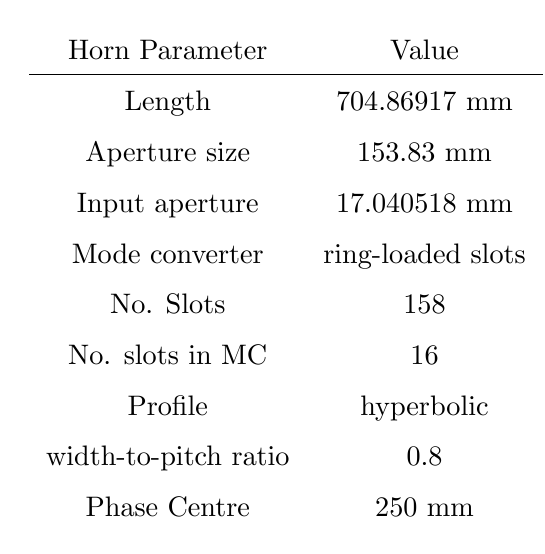 Horn Parameter Value
Length 704.86917 mm
Aperture size 153.83 mm
Input aperture 17.040518 mm
Mode converter ring-loaded slots
No. Slots 158
No. slots in MC 16
Profile hyperbolic
width-to-pitch ratio 0.8
Phase Centre 250 mm